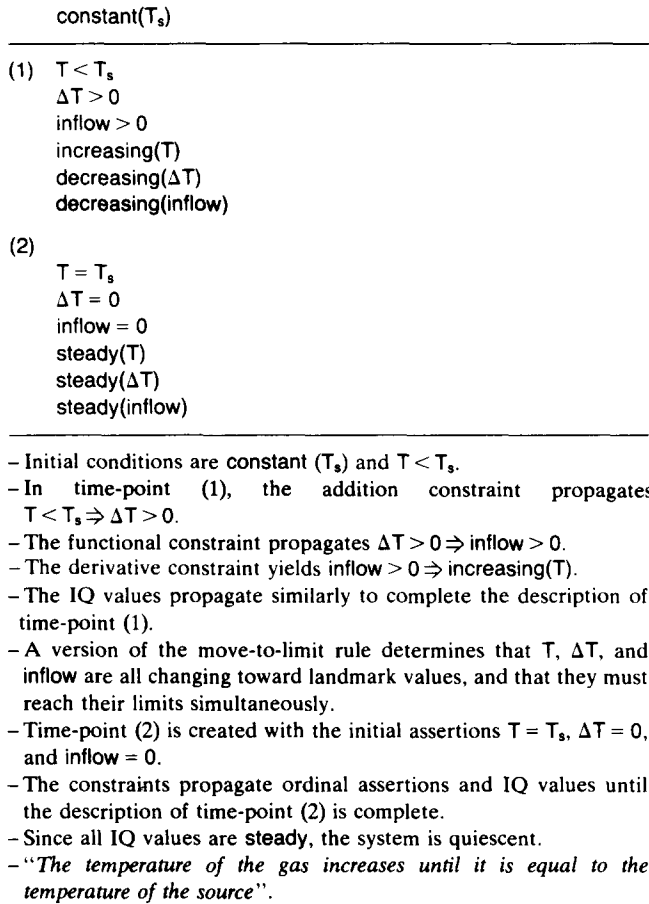 constant(Tₛ)
(1) T < Tₛ
ΔT > 0
inflow > 0
increasing(T)
decreasing(ΔT)
decreasing(inflow)
(2)
T = Tₛ
ΔT = 0
inflow = 0
steady(T)
steady(ΔT)
steady(inflow)
– Initial conditions are constant (Tₛ) and T < Tₛ.
– In time-point (1), the addition constraint propagates
T < Tₛ ⇒ ΔT > 0.
– The functional constraint propagates ΔT > 0 ⇒ inflow > 0.
– The derivative constraint yields inflow > 0 ⇒ increasing(T).
– The IQ values propagate similarly to complete the description of
time-point (1).
– A version of the move-to-limit rule determines that T, ΔT, and
inflow are all changing toward landmark values, and that they must
reach their limits simultaneously.
– Time-point (2) is created with the initial assertions T = Tₛ, ΔT = 0,
and inflow = 0.
– The constraints propagate ordinal assertions and IQ values until
the description of time-point (2) is complete.
– Since all IQ values are steady, the system is quiescent.
– “The temperature of the gas increases until it is equal to the
temperature of the source”.